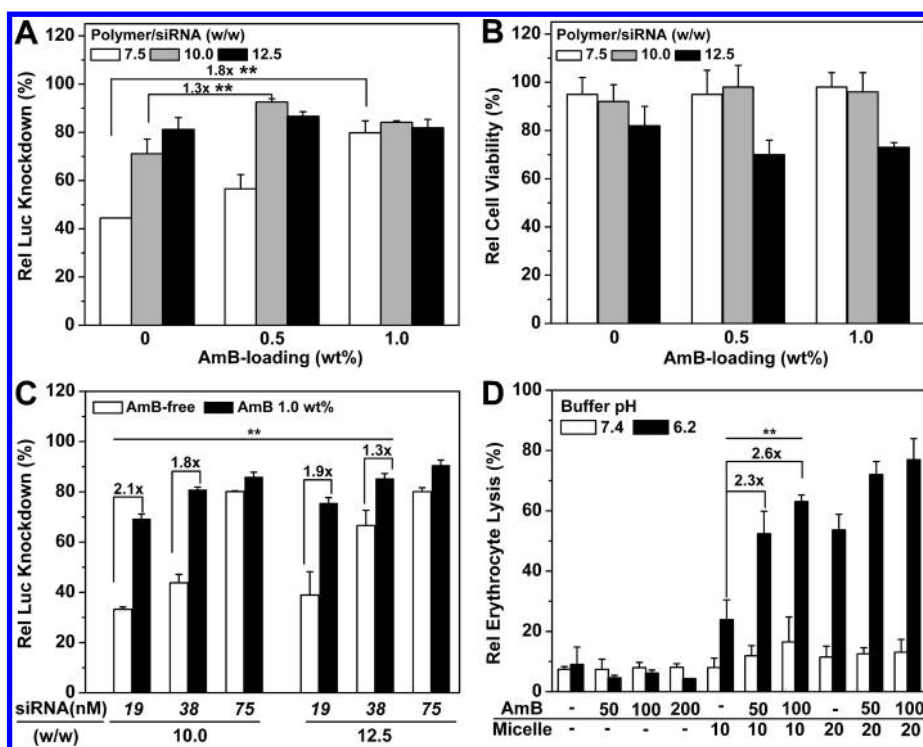 A
Polymer/siRNA (w/w)
7.5 10.0 12.5
1.8x **
1.3x **
Rel Luc Knockdown (%)
120
100
80
60
40
20
0
0 0.5 1.0
AmB-loading (wt%)
B
Polymer/siRNA (w/w)
7.5 10.0 12.5
Rel Cell Viability (%)
120
100
80
60
40
20
0
0 0.5 1.0
AmB-loading (wt%)
C
AmB-free AmB 1.0 wt%
**
2.1x 1.8x 1.9x 1.3x
Rel Luc Knockdown (%)
120
100
80
60
40
20
0
siRNA(nM) 19 38 75 19 38 75
(w/w) 10.0 12.5
D
Buffer pH
7.4 6.2
**
2.6x
2.3x
Rel Erythrocyte Lysis (%)
100
80
60
40
20
0
AmB - 50 100 200 - 50 100 - 50 100
Micelle - - - - 10 10 10 20 20 20